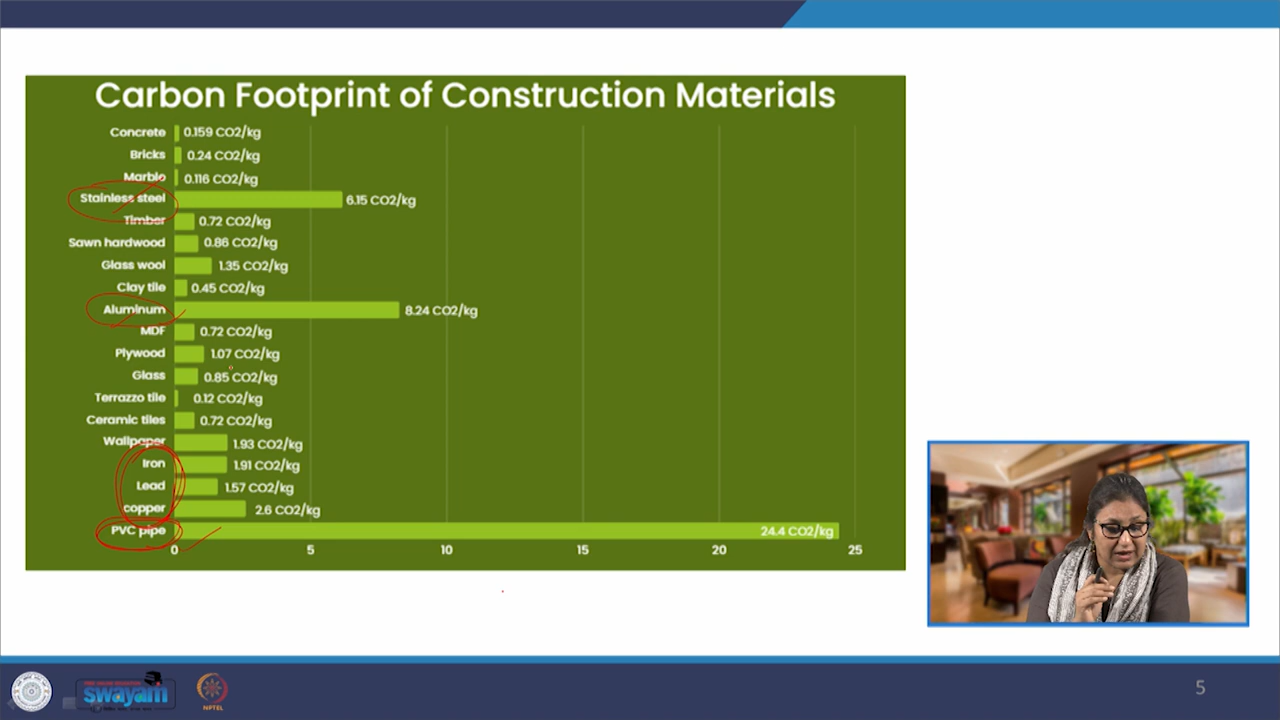 Carbon Footprint of Construction Materials
Concrete 0.159 CO2/kg
Bricks 0.24 CO2/kg
Marble 0.116 CO2/kg
Stainless steel 6.15 CO2/kg
Timber 0.72 CO2/kg
Sawn hardwood 0.86 CO2/kg
Glass wool 1.35 CO2/kg
Clay tile 0.45 CO2/kg
Aluminum 8.24 CO2/kg
MDF 0.72 CO2/kg
Plywood 1.07 CO2/kg
Glass 0.85 CO2/kg
Terrazzo tile 0.12 CO2/kg
Ceramic tiles 0.72 CO2/kg
Wallpaper 1.93 CO2/kg
Iron 1.91 CO2/kg
Lead 1.57 CO2/kg
copper 2.6 CO2/kg
PVC pipe 24.4 CO2/kg
0 5 10 15 20 25
swayam
NPTEL
5